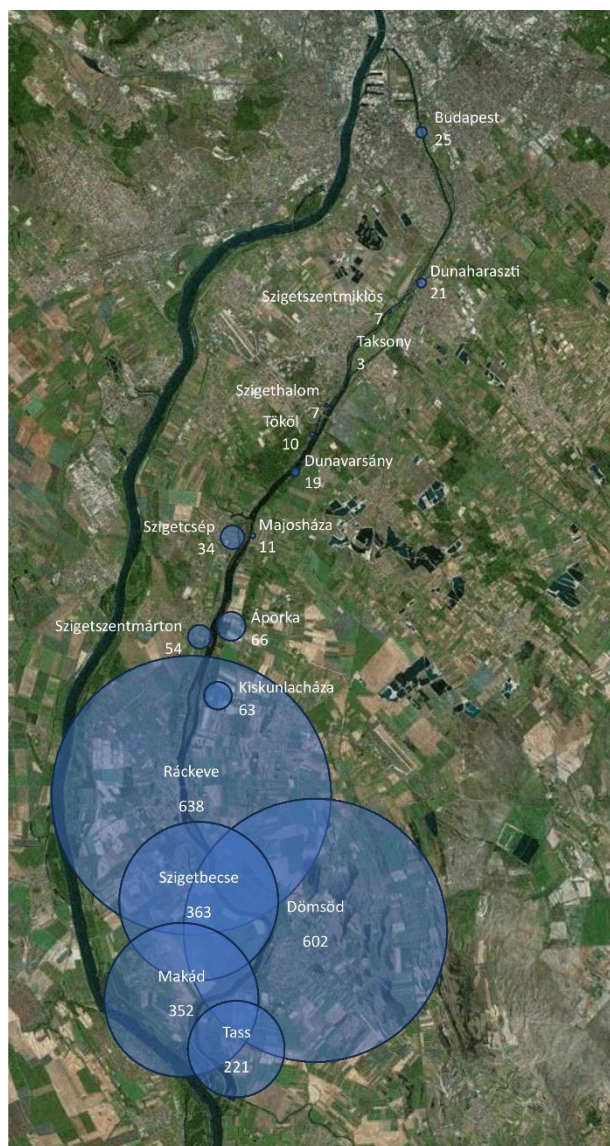 Budapest
25
Dunaharaszti
21
Szigetszentmiklós
7
Taksony
3
Szigethalom
7
Tököl
10
Dunavarsány
19
Szigetcsép
34
Majosháza
11
Áporka
66
Szigetszentmárton
54
Kiskunlacháza
63
Ráckeve
638
Szigetbecse
363
Dömsöd
602
Makád
352
Tass
221